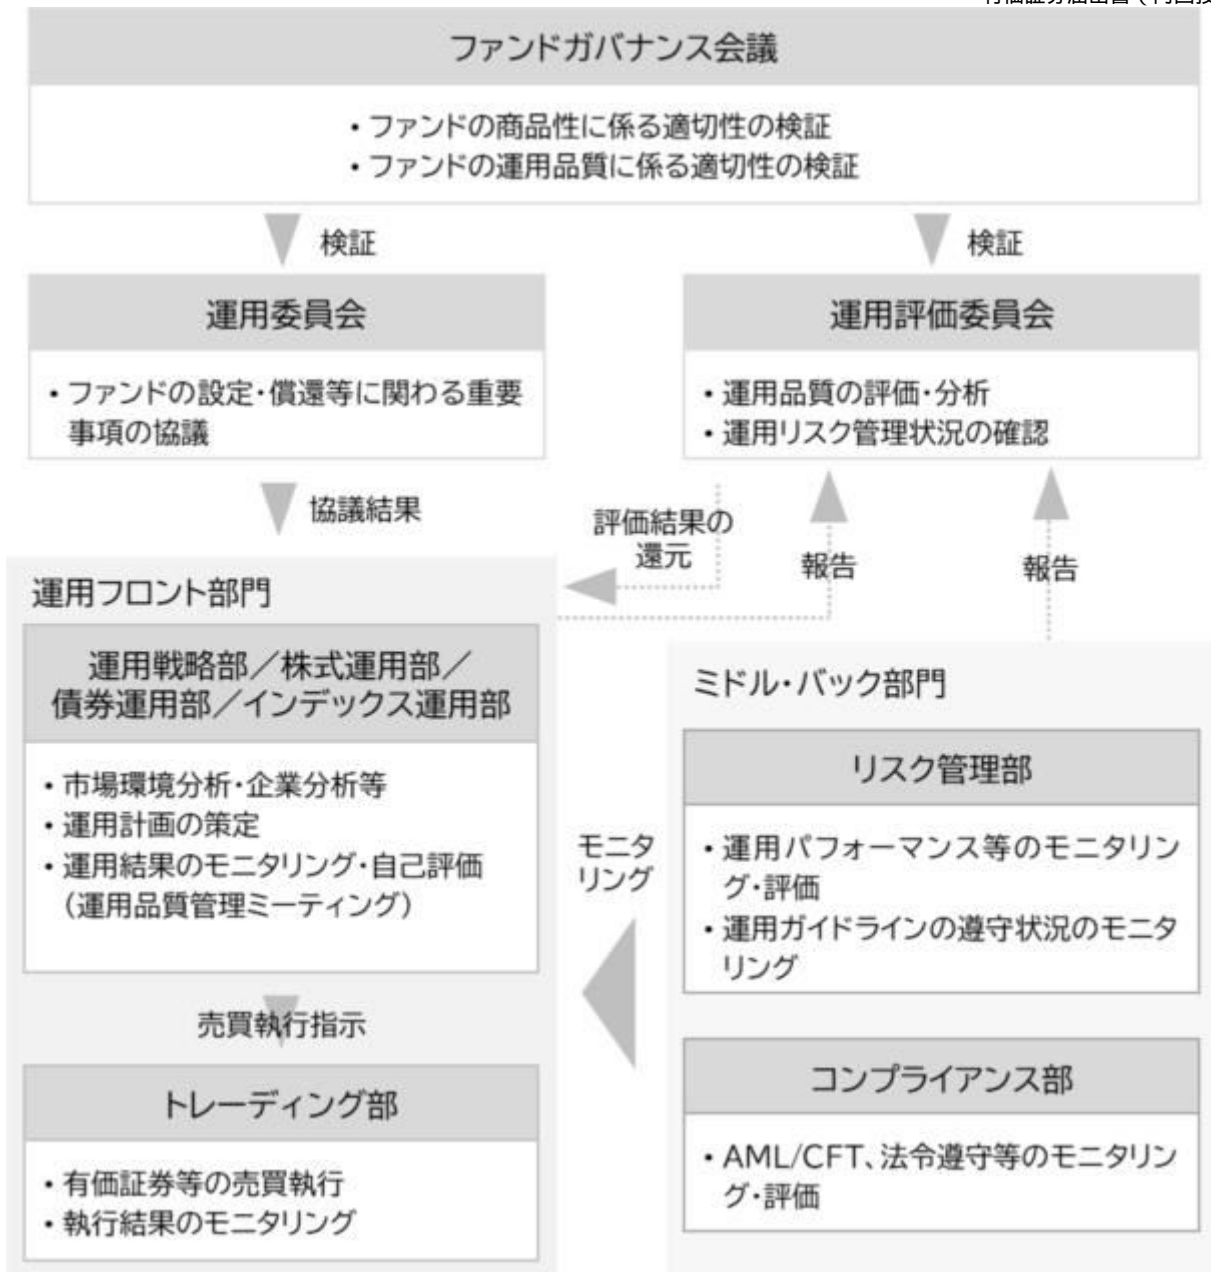 ファンドガバナンス会議
・ファンドの商品性に係る適切性の検証
・ファンドの運用品質に係る適切性の検証
検証
検証
運用委員会
・ファンドの設定・償還等に関わる重要
事項の協議
運用評価委員会
・運用品質の評価・分析
・運用リスク管理状況の確認
協議結果
評価結果の
還元
報告
報告
運用フロント部門
運用戦略部／株式運用部／
債券運用部／インデックス運用部
・市場環境分析・企業分析等
・運用計画の策定
・運用結果のモニタリング・自己評価
（運用品質管理ミーティング）
売買執行指示
トレーディング部
・有価証券等の売買執行
・執行結果のモニタリング
モニタ
リング
ミドル・バック部門
リスク管理部
・運用パフォーマンス等のモニタリン
グ・評価
・運用ガイドラインの遵守状況のモニタ
リング
コンプライアンス部
・AML/CFT、法令遵守等のモニタリン
グ・評価